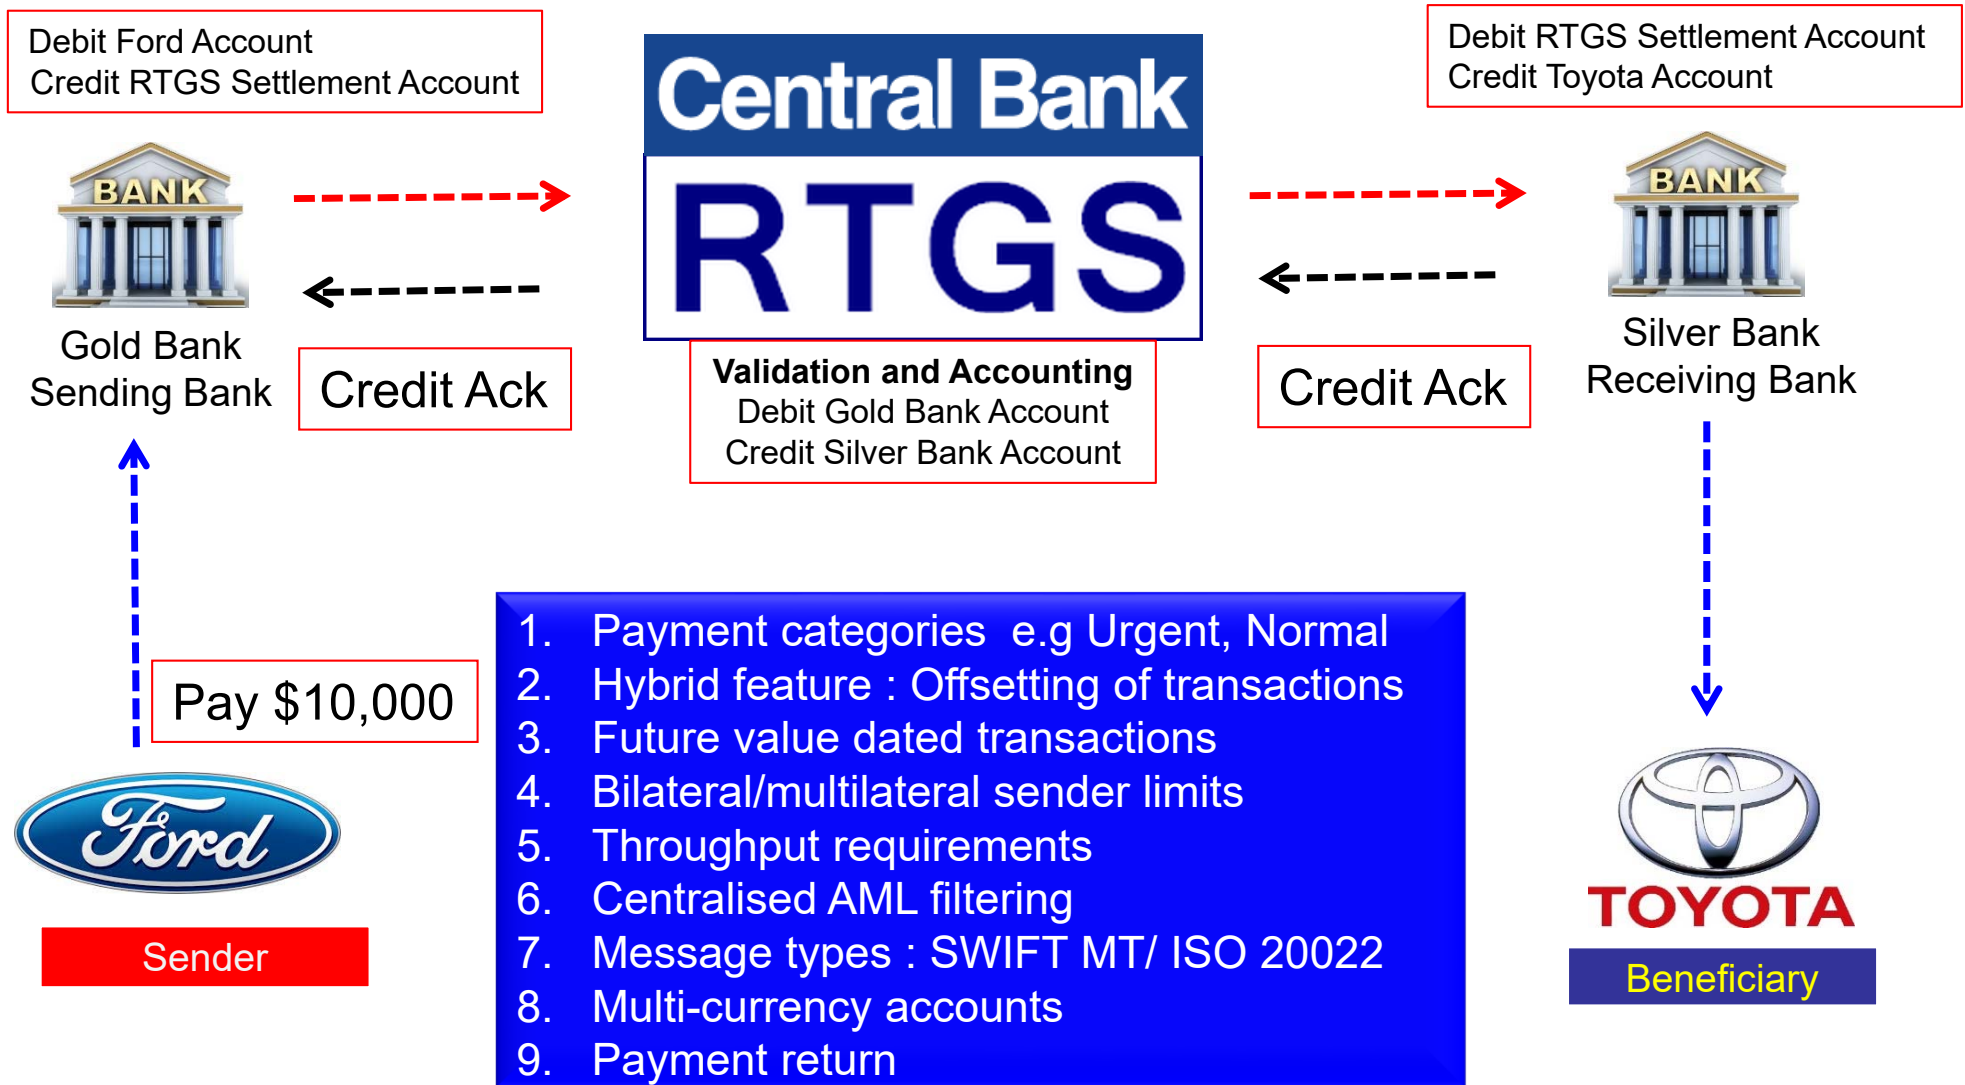 Debit Ford Account
Credit RTGS Settlement Account
Central Bank
RTGS
Debit RTGS Settlement Account
Credit Toyota Account
BANK
BANK
Gold Bank
Sending Bank
Credit Ack
Validation and Accounting
Debit Gold Bank Account
Credit Silver Bank Account
Credit Ack
Silver Bank
Receiving Bank
Pay $10,000
Ford
Sender
1. Payment categories  e.g Urgent, Normal
2. Hybrid feature : Offsetting of transactions
3. Future value dated transactions
4. Bilateral/multilateral sender limits
5. Throughput requirements
6. Centralised AML filtering
7. Message types : SWIFT MT/ ISO 20022
8. Multi-currency accounts
9. Payment return
TOYOTA
Beneficiary